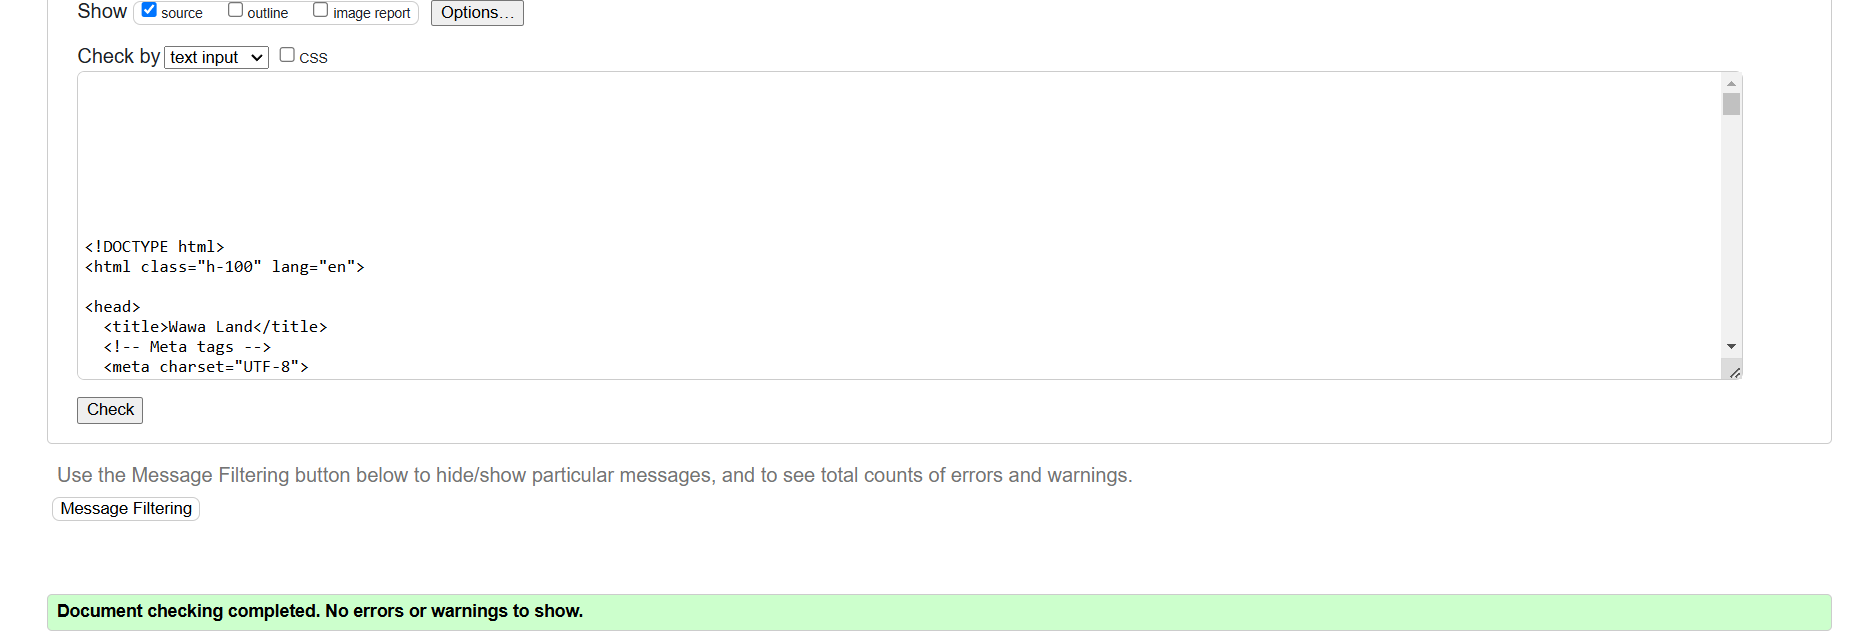 Show source outline image report Options...
Check by text input CSS
<!DOCTYPE html>
<html class="h-100" lang="en">
<head>
<title>Wawa Land</title>
<!-- Meta tags -->
<meta charset="UTF-8">
Check
Use the Message Filtering button below to hide/show particular messages, and to see total counts of errors and warnings.
Message Filtering
Document checking completed. No errors or warnings to show.